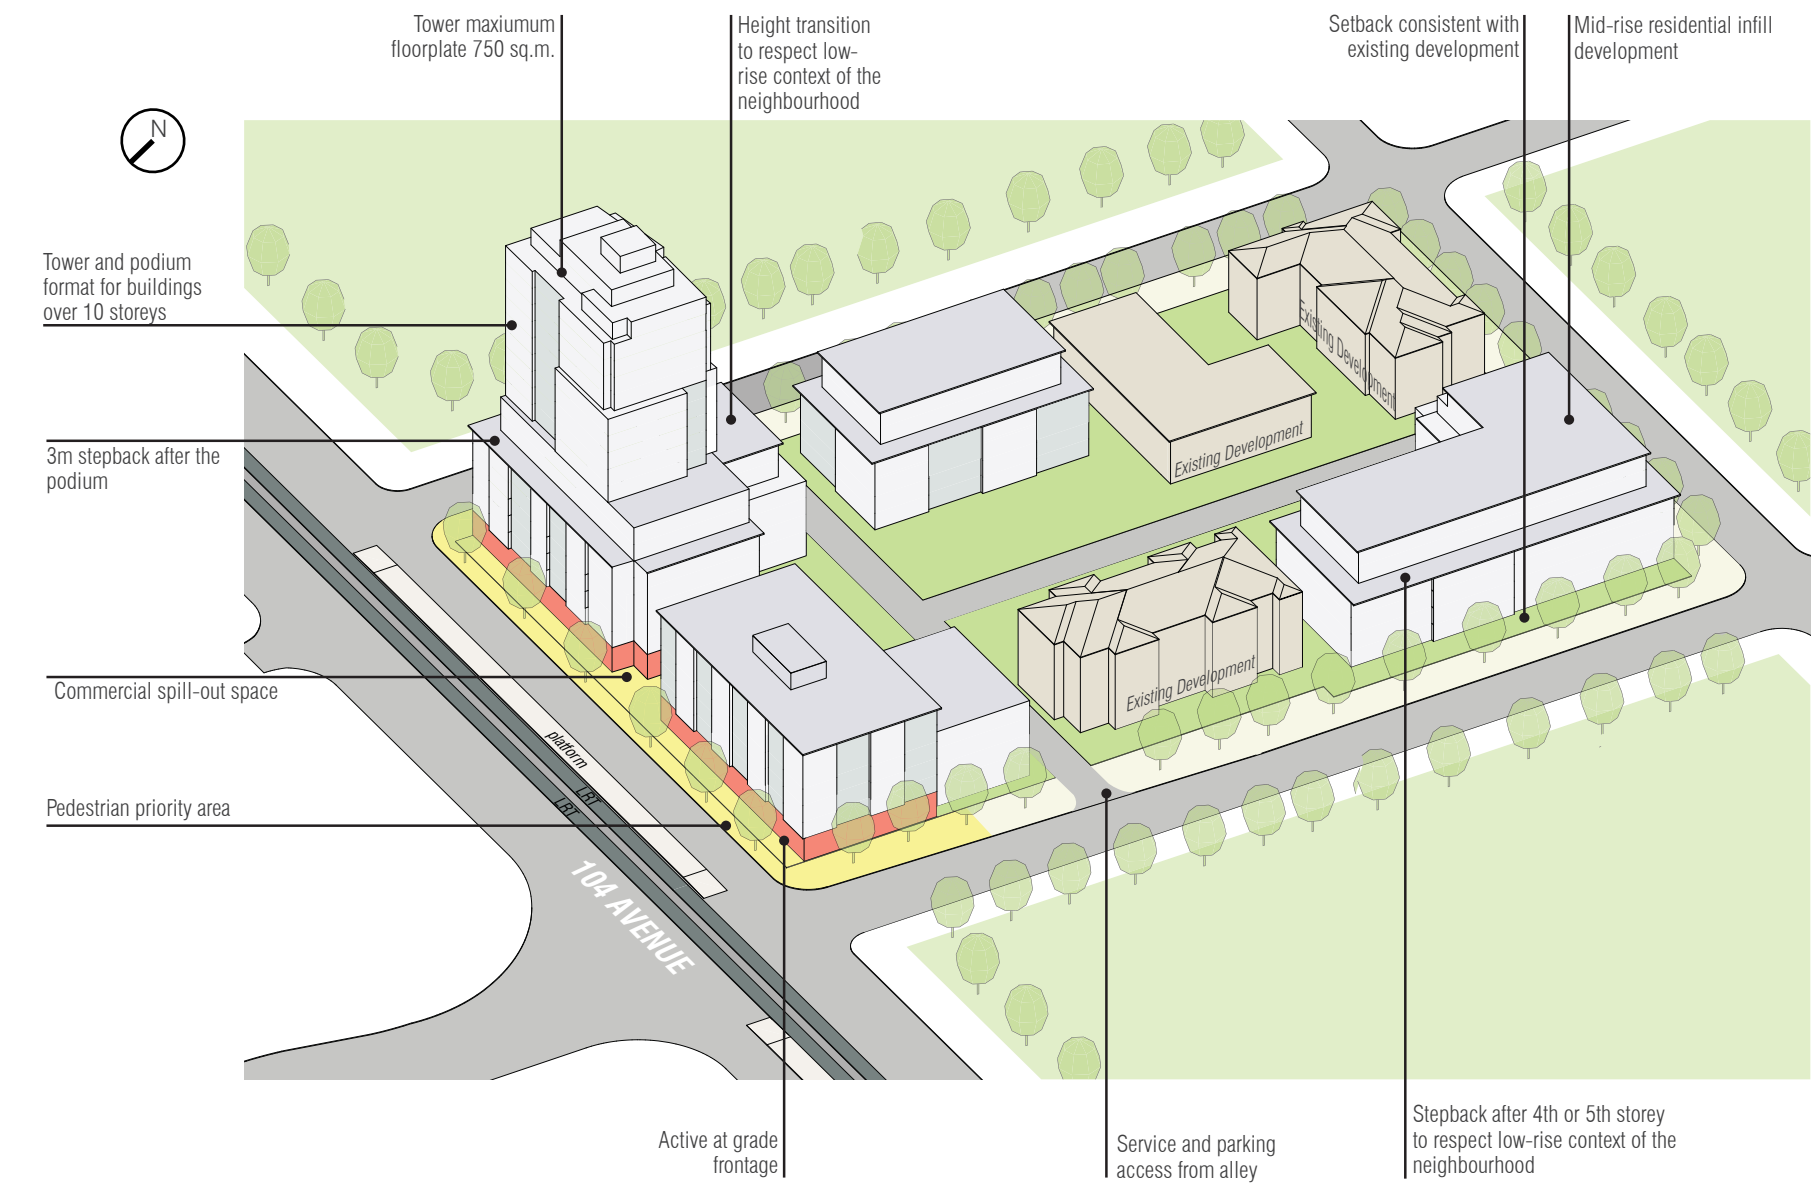 Tower maxiumum
floorplate 750 sq.m.
Height transition
to respect low-
rise context of the
neighbourhood
Setback consistent with
existing development
Mid-rise residential infill
development
N
Tower and podium
format for buildings
over 10 storeys
3m stepback after the
podium
Commercial spill-out space
Pedestrian priority area
Existing Development
Existing Development
Existing Development
platform
LRT
LRT
104 AVENUE
Active at grade
frontage
Service and parking
access from alley
Stepback after 4th or 5th storey
to respect low-rise context of the
neighbourhood